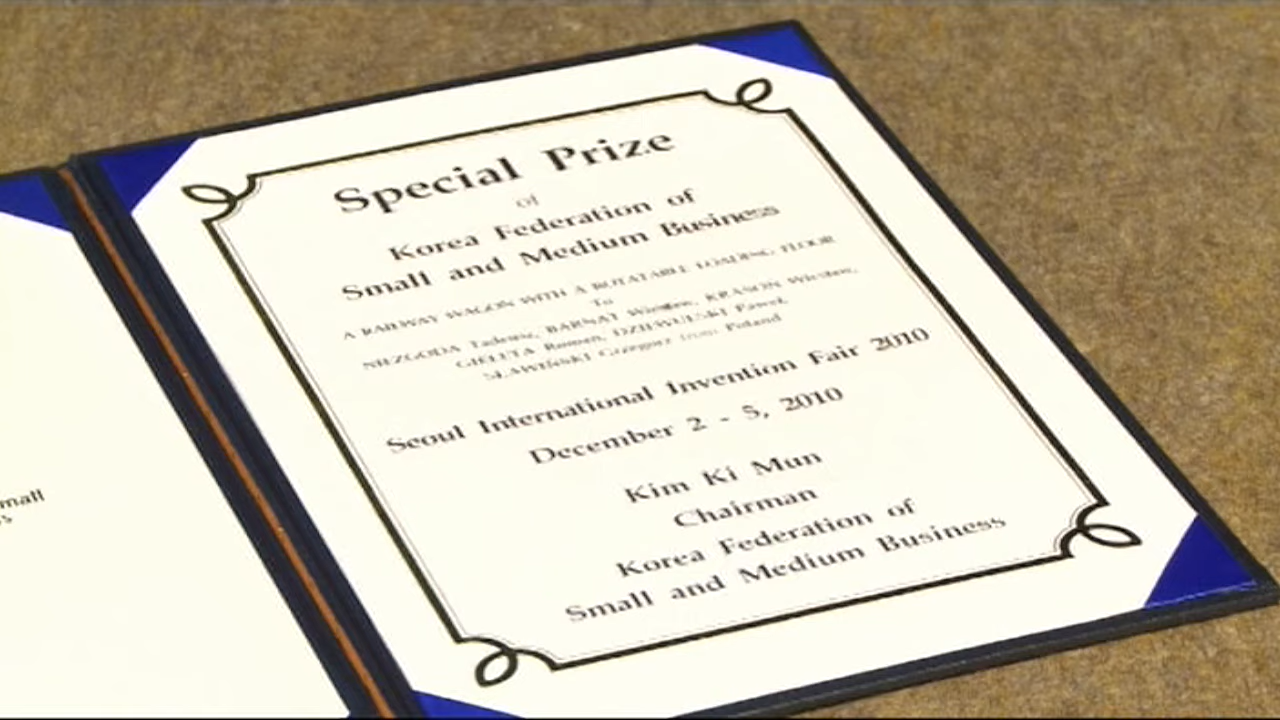 Special Prize
of
Korea Federation of
Small and Medium Business
A RAILWAY WAGON WITH A ROTATABLE LOADING FLOOR
To
NIEZGODA Tadeusz, BARNAT Wiesław, KRASOŃ Wiesław,
GIELETA Roman, DZIEWULSKI Paweł,
SŁAWIŃSKI Grzegorz from Poland
Seoul International Invention Fair 2010
December 2 - 5, 2010
Kim Ki Mun
Chairman
Korea Federation of
Small and Medium Business